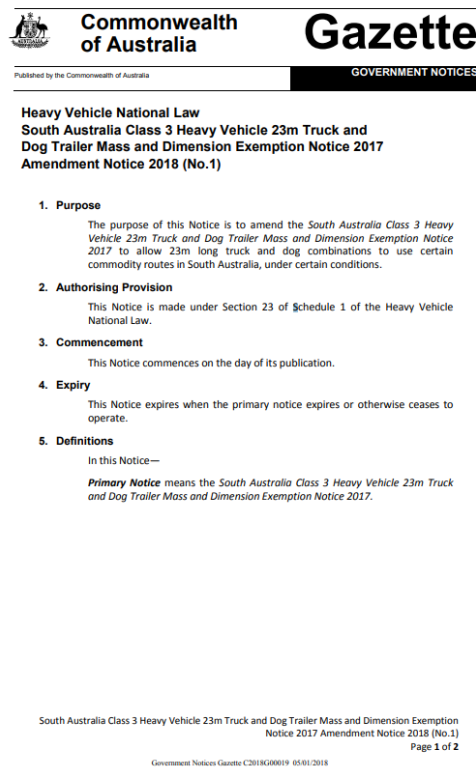 Commonwealth
of Australia
Gazette
Published by the Commonwealth of Australia
GOVERNMENT NOTICES
Heavy Vehicle National Law
South Australia Class 3 Heavy Vehicle 23m Truck and
Dog Trailer Mass and Dimension Exemption Notice 2017
Amendment Notice 2018 (No.1)
1. Purpose
The purpose of this Notice is to amend the South Australia Class 3 Heavy
Vehicle 23m Truck and Dog Trailer Mass and Dimension Exemption Notice
2017 to allow 23m long truck and dog combinations to use certain
commodity routes in South Australia, under certain conditions.
2. Authorising Provision
This Notice is made under Section 23 of Schedule 1 of the Heavy Vehicle
National Law.
3. Commencement
This Notice commences on the day of its publication.
4. Expiry
This Notice expires when the primary notice expires or otherwise ceases to
operate.
5. Definitions
In this Notice—
Primary Notice means the South Australia Class 3 Heavy Vehicle 23m Truck
and Dog Trailer Mass and Dimension Exemption Notice 2017.
South Australia Class 3 Heavy Vehicle 23m Truck and Dog Trailer Mass and Dimension Exemption
Notice 2017 Amendment Notice 2018 (No.1)
Page 1 of 2
Government Notices Gazette C2018G00019 05/01/2018